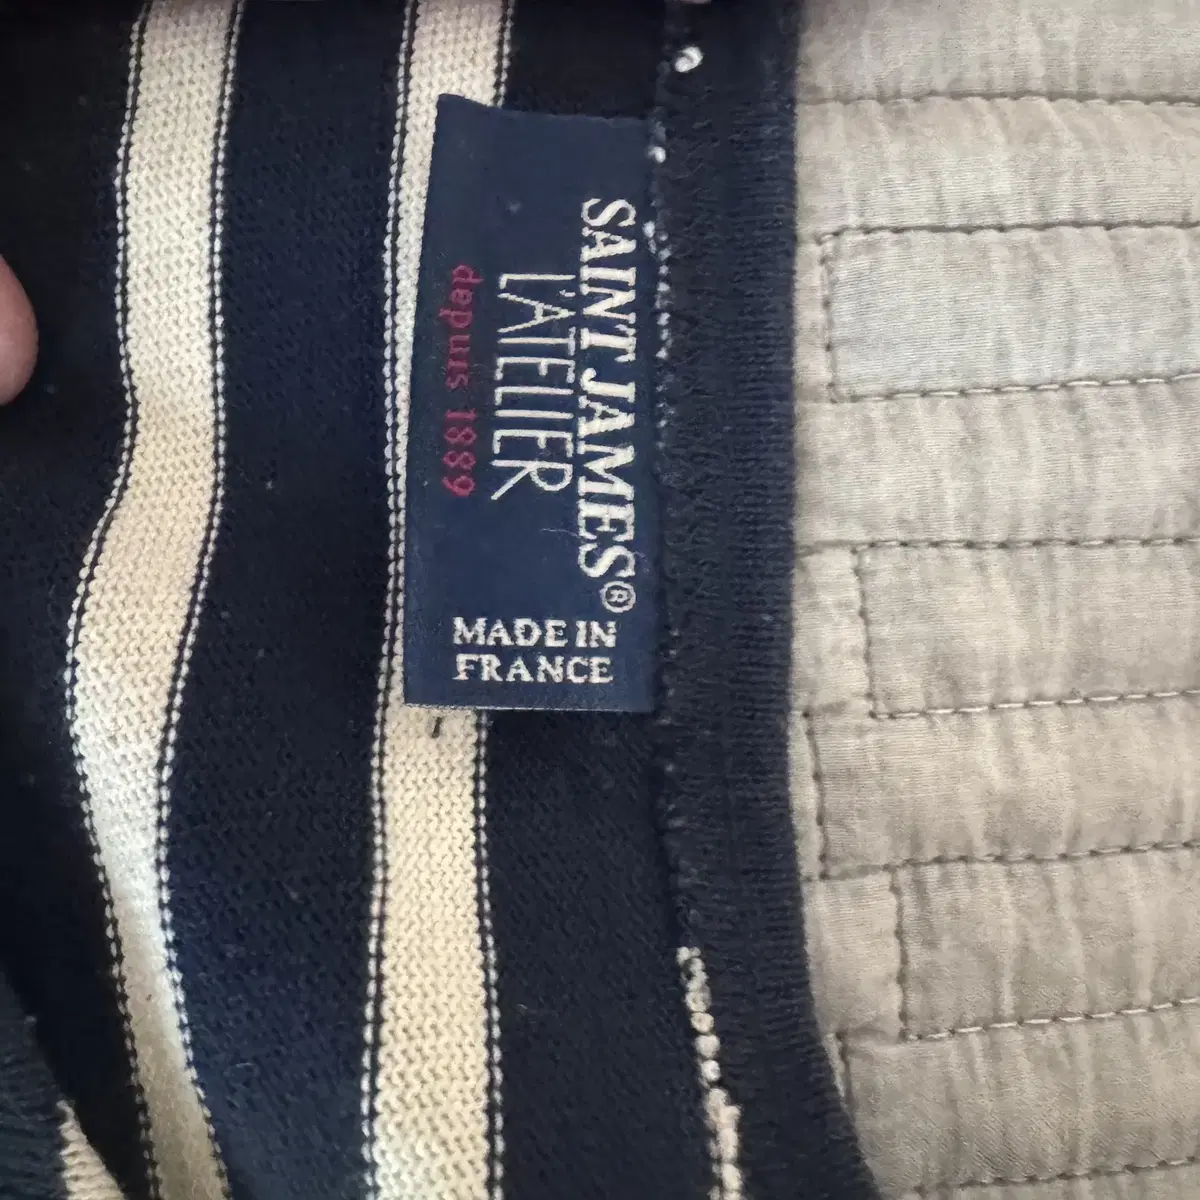 SAINT JAMES®
L'ATELIER
depuis 1889
MADE IN
FRANCE